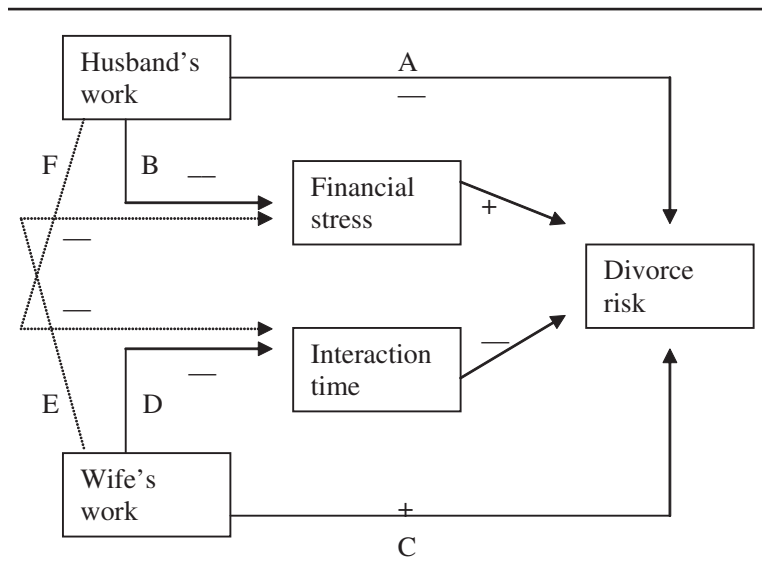 Husband's
work
A
—
F
B
—
Financial
stress
+
—
Divorce
risk
—
Interaction
time
—
—
E
D
Wife's
work
+
C